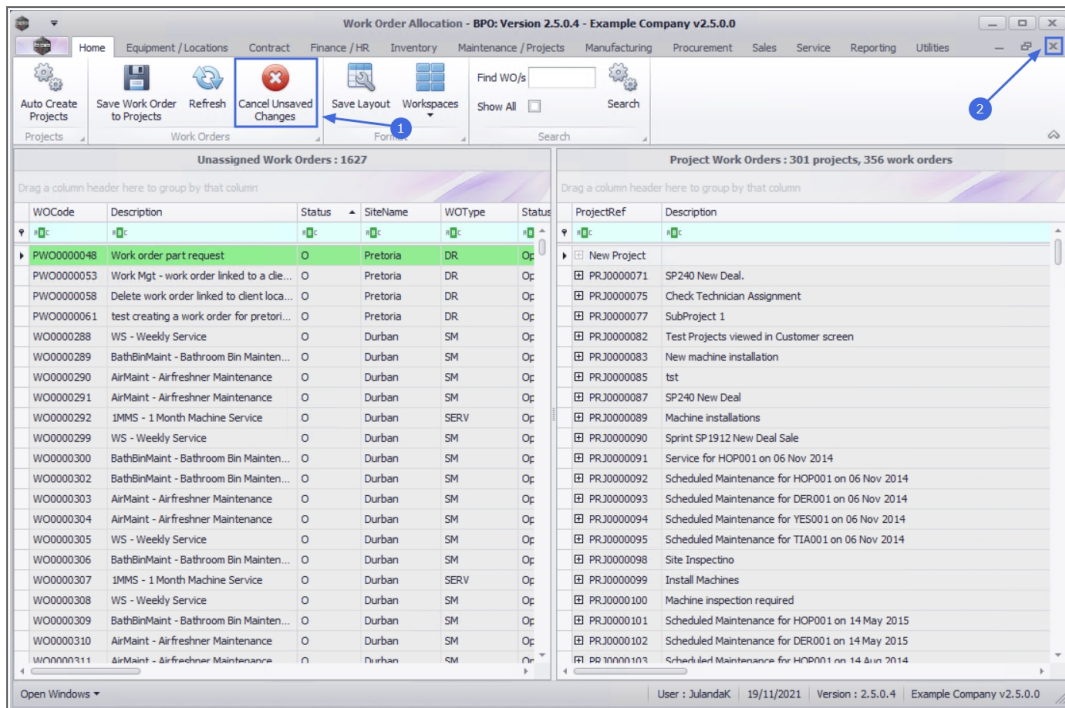 Work Order Allocation - BPO: Version 2.5.0.4 - Example Company v2.5.0.0
Home Equipment / Locations Contract Finance / HR Inventory Maintenance / Projects Manufacturing Procurement Sales Service Reporting Utilities
2
Auto Create Projects
Save Work Order to Projects
Refresh
Cancel Unsaved Changes
Save Layout
Workspaces
Find WO/s
Show All
Search
1
Projects Work Orders Format Search
Unassigned Work Orders : 1627
Drag a column header here to group by that column
WOCode Description Status SiteName WOType Status
PWO0000048 Work order part request O Pretoria DR Op
PWO0000053 Work Mgt - work order linked to a clie... O Pretoria DR Op
PWO0000058 Delete work order linked to client loca... O Pretoria DR Op
PWO0000061 test creating a work order for pretori... O Pretoria DR Op
WO0000288 WS - Weekly Service O Durban SM Op
WO0000289 BathBinMaint - Bathroom Bin Mainten... O Durban SM Op
WO0000290 AirMaint - Airfreshner Maintenance O Durban SM Op
WO0000291 AirMaint - Airfreshner Maintenance O Durban SM Op
WO0000292 1MMS - 1 Month Machine Service O Durban SERV Op
WO0000299 WS - Weekly Service O Durban SM Op
WO0000300 BathBinMaint - Bathroom Bin Mainten... O Durban SM Op
WO0000302 BathBinMaint - Bathroom Bin Mainten... O Durban SM Op
WO0000303 AirMaint - Airfreshner Maintenance O Durban SM Op
WO0000304 AirMaint - Airfreshner Maintenance O Durban SM Op
WO0000305 WS - Weekly Service O Durban SM Op
WO0000306 BathBinMaint - Bathroom Bin Mainten... O Durban SM Op
WO0000307 1MMS - 1 Month Machine Service O Durban SERV Op
WO0000308 WS - Weekly Service O Durban SM Op
WO0000309 BathBinMaint - Bathroom Bin Mainten... O Durban SM Op
WO0000310 AirMaint - Airfreshner Maintenance O Durban SM Op
WO0000311 AirMaint - Airfreshner Maintenance O Durban SM Op
Project Work Orders : 301 projects, 356 work orders
Drag a column header here to group by that column
ProjectRef Description
New Project
PRJ0000071 SP240 New Deal.
PRJ0000075 Check Technician Assignment
PRJ0000077 SubProject 1
PRJ0000082 Test Projects viewed in Customer screen
PRJ0000083 New machine installation
PRJ0000085 tst
PRJ0000087 SP240 New Deal
PRJ0000089 Machine installations
PRJ0000090 Sprint SP1912 New Deal Sale
PRJ0000091 Service for HOP001 on 06 Nov 2014
PRJ0000092 Scheduled Maintenance for HOP001 on 06 Nov 2014
PRJ0000093 Scheduled Maintenance for DER001 on 06 Nov 2014
PRJ0000094 Scheduled Maintenance for YES001 on 06 Nov 2014
PRJ0000095 Scheduled Maintenance for TIA001 on 06 Nov 2014
PRJ0000098 Site Inspectino
PRJ0000099 Install Machines
PRJ0000100 Machine inspection required
PRJ0000101 Scheduled Maintenance for HOP001 on 14 May 2015
PRJ0000102 Scheduled Maintenance for DER001 on 14 May 2015
PRJ0000103 Scheduled Maintenance for HOP001 on 14 Aug 2014
Open Windows
User : JulandaK 19/11/2021 Version : 2.5.0.4 Example Company v2.5.0.0